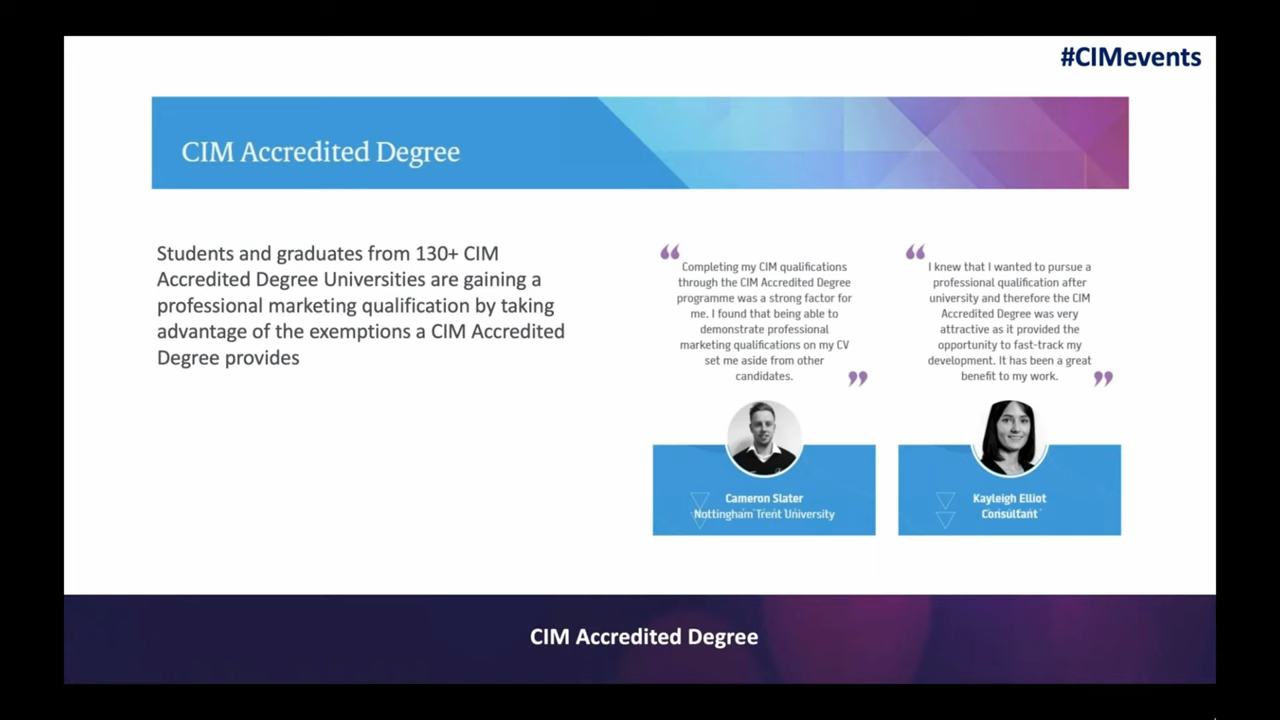 #CIMevents
CIM Accredited Degree
Students and graduates from 130+ CIM
Accredited Degree Universities are gaining a
professional marketing qualification by taking
advantage of the exemptions a CIM Accredited
Degree provides
“
Completing my CIM qualifications
through the CIM Accredited Degree
programme was a strong factor for
me. I found that being able to
demonstrate professional
marketing qualifications on my CV
set me aside from other
candidates.
”
Cameron Slater
Nottingham Trent University
“
I knew that I wanted to pursue a
professional qualification after
university and therefore the CIM
Accredited Degree was very
attractive as it provided the
opportunity to fast-track my
development. It has been a great
benefit to my work.
”
Kayleigh Elliot
Consultant
CIM Accredited Degree